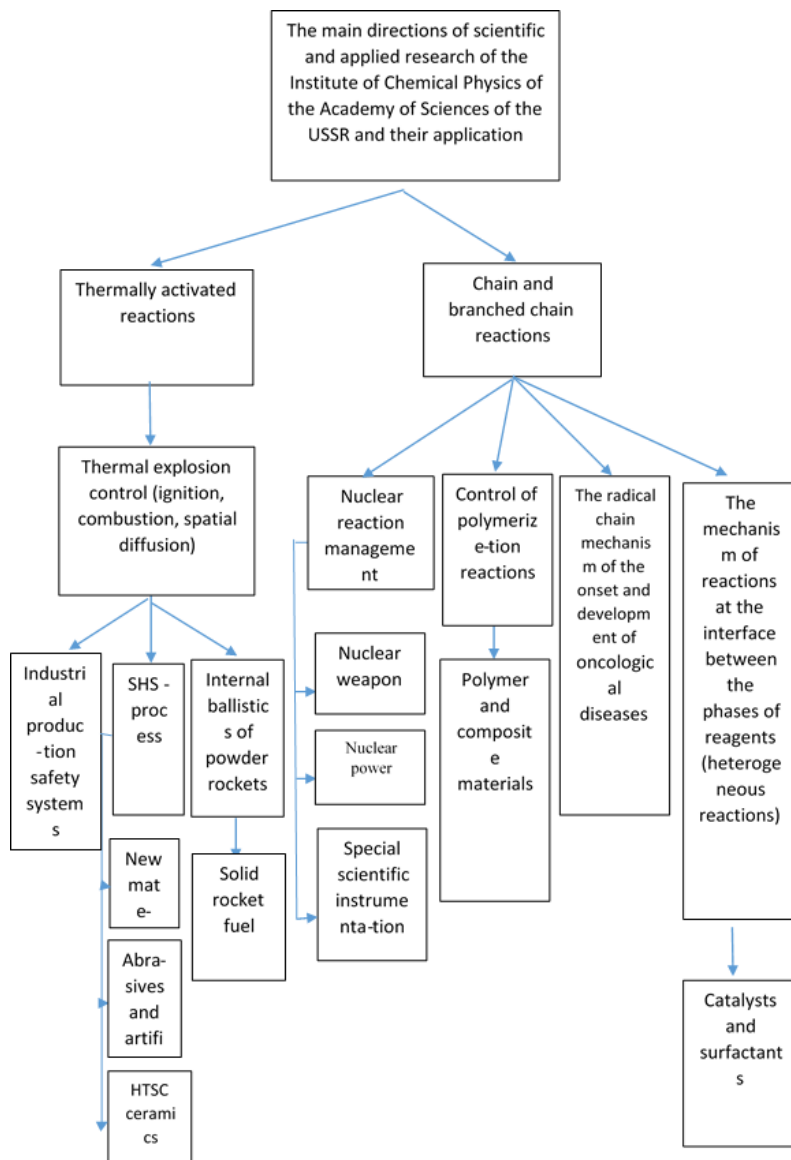 The main directions of scientific
and applied research of the
Institute of Chemical Physics of
the Academy of Sciences of the
USSR and their application
Thermally activated
reactions
Chain and
branched chain
reactions
Thermal explosion
control (ignition,
combustion, spatial
diffusion)
Nuclear
reaction
manageme
nt
Control of
polymeriz
e-tion
reactions
The radical
chain
mechanis
m of the
onset and
developm
ent of
oncologic
al
diseases
The
mechanis
m of
reactions
at the
interface
between
the
phases of
reagents
(heteroge
neous
reactions)
Industri
al
produc
-tion
safety
system
s
SHS -
proc
ess
Internal
ballistic
s of
powder
rockets
Nuclear
weapon
Polymer
and
composit
e
materials
Nuclear
power
New
mate-
Solid
rocket
fuel
Special
scientific
instrume
nta-tion
Abra-
sives
and
artifi
HTSC
cerami
cs
Catalysts
and
surfactant
s